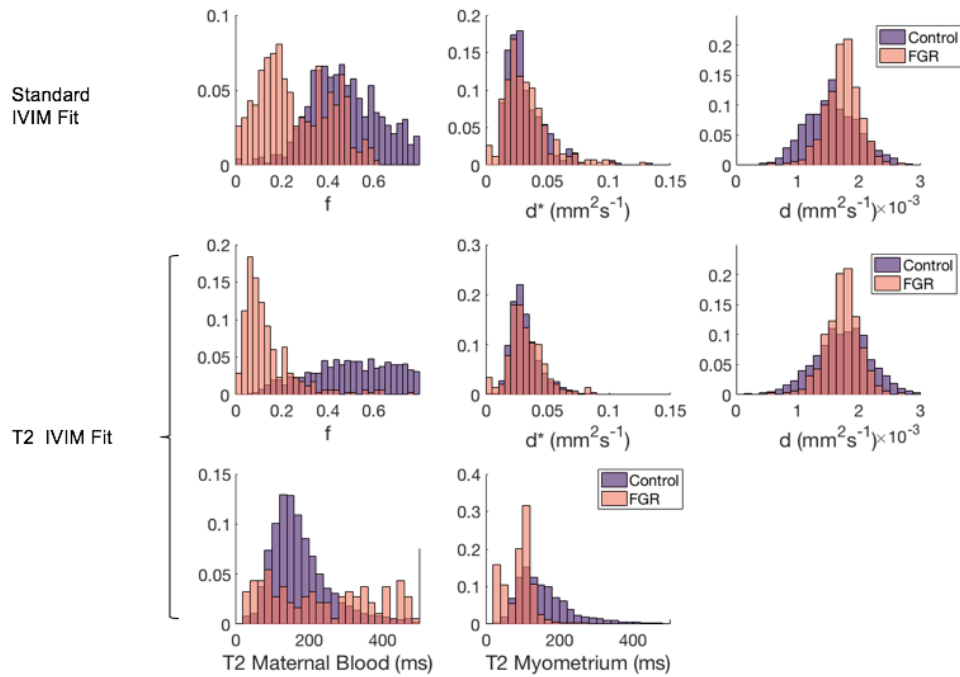 Standard
IVIM Fit
0.1
0.05
0
0 0.2 0.4 0.6
f
0.2
0.15
0.1
0.05
0
0 0.05 0.1 0.15
d* (mm²s⁻¹)
0.2
0.15
0.1
0.05
0
0 1 2 3
d (mm²s⁻¹) ×10⁻³
Control
FGR
T2 IVIM Fit
0.2
0.15
0.1
0.05
0
0 0.2 0.4 0.6
f
0.3
0.2
0.1
0
0 0.05 0.1 0.15
d* (mm²s⁻¹)
0.2
0.15
0.1
0.05
0
0 1 2 3
d (mm²s⁻¹) ×10⁻³
Control
FGR
0.15
0.1
0.05
0
0 200 400
T2 Maternal Blood (ms)
0.4
0.3
0.2
0.1
0
0 200 400
T2 Myometrium (ms)
Control
FGR